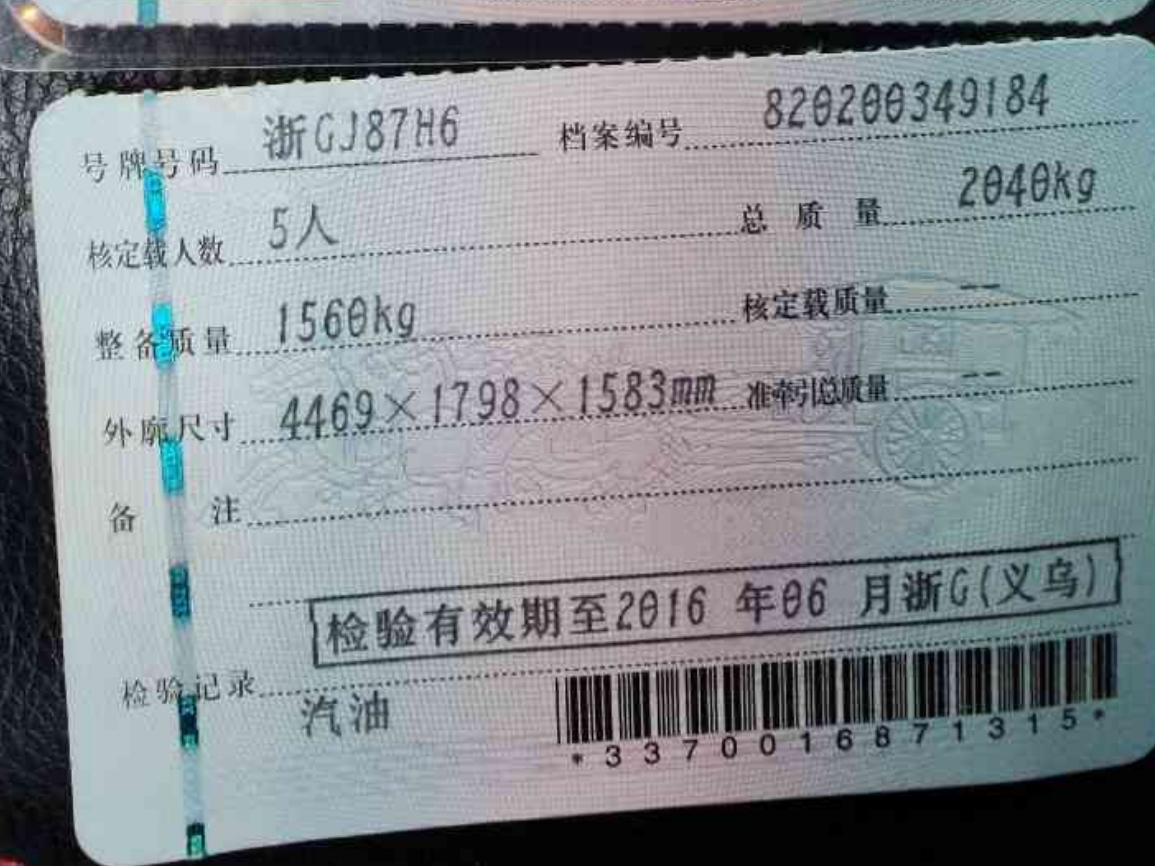 号牌号码 浙GJ87H6 档案编号 820200349184
核定载人数 5人 总质量 2040kg
整备质量 1560kg 核定载质量 --
外廓尺寸 4469×1798×1583mm 准牵引总质量 --
备注
检验有效期至2016 年06 月浙G(义乌)
检验记录
汽油
*3370016871315*